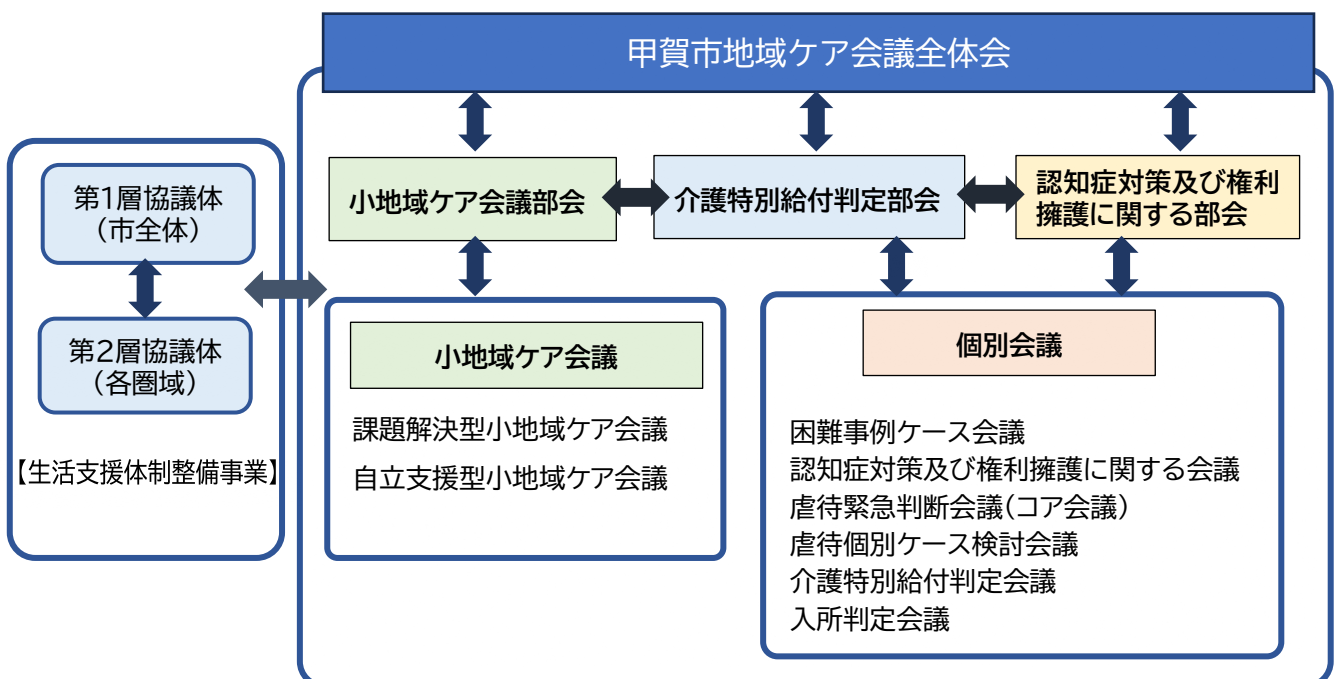 甲賀市地域ケア会議全体会
第1層協議体
（市全体）
第2層協議体
（各圏域）
【生活支援体制整備事業】
小地域ケア会議部会
介護特別給付判定部会
認知症対策及び権利
擁護に関する部会
小地域ケア会議
課題解決型小地域ケア会議
自立支援型小地域ケア会議
個別会議
困難事例ケース会議
認知症対策及び権利擁護に関する会議
虐待緊急判断会議（コア会議）
虐待個別ケース検討会議
介護特別給付判定会議
入所判定会議